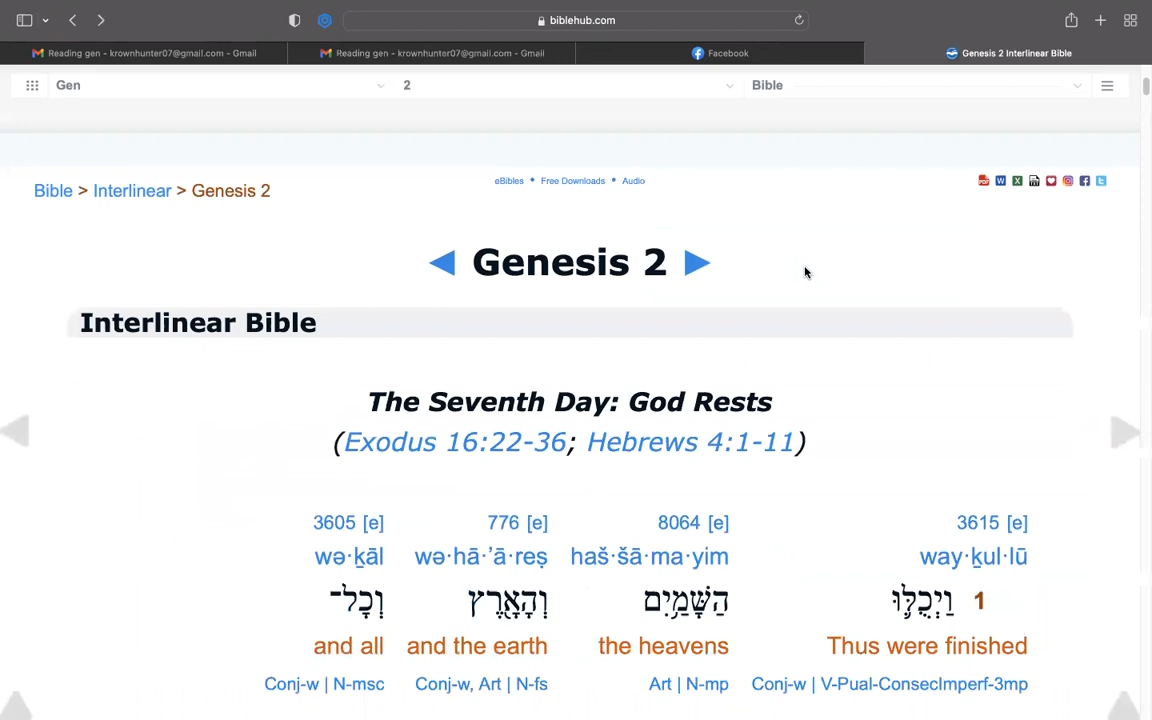 biblehub.com
Reading gen - krownhunter07@gmail.com - Gmail
Reading gen - krownhunter07@gmail.com - Gmail
Facebook
Genesis 2 Interlinear Bible
Gen
2
Bible
Bible > Interlinear > Genesis 2
eBibles • Free Downloads • Audio
Genesis 2
Interlinear Bible
The Seventh Day: God Rests
(Exodus 16:22-36; Hebrews 4:1-11)
3605 [e] 776 [e] 8064 [e] 3615 [e]
wə·ḵāl wə·hā·’ā·reṣ haš·šā·ma·yim way·ḵul·lū
1 וַיְכֻלּ֛וּ הַשָּׁמַ֥יִם וְהָאָ֖רֶץ וְכָל־
and all and the earth the heavens Thus were finished
Conj-w | N-msc Conj-w, Art | N-fs Art | N-mp Conj-w | V-Pual-ConsecImperf-3mp